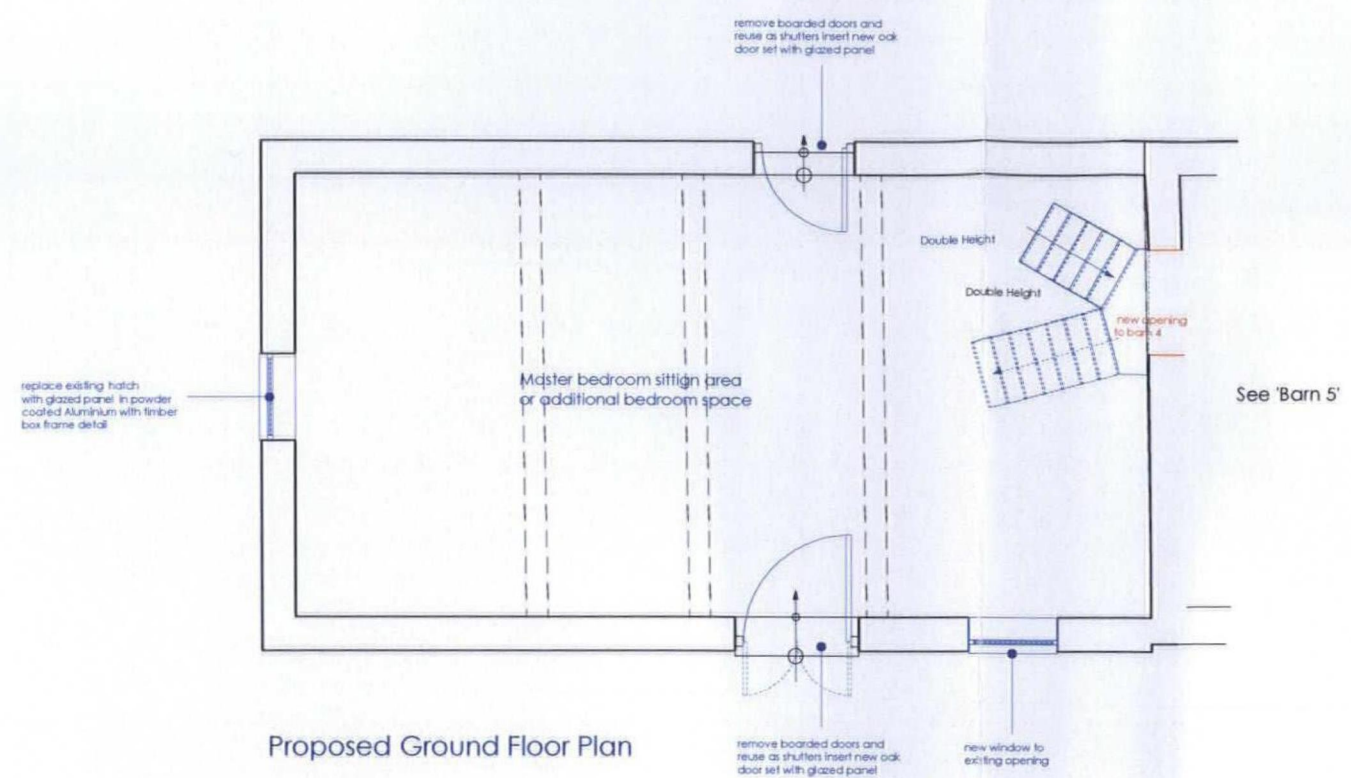 remove boarded doors and
reuse as shutters insert new oak
door set with glazed panel
Double Height
Double Height
new opening
to barn 4
replace existing hatch
with glazed panel in powder
coated Aluminium with timber
box frame detail
Master bedroom sittign area
or additional bedroom space
See 'Barn 5'
Proposed Ground Floor Plan
remove boarded doors and
reuse as shutters insert new oak
door set with glazed panel
new window to
existing opening